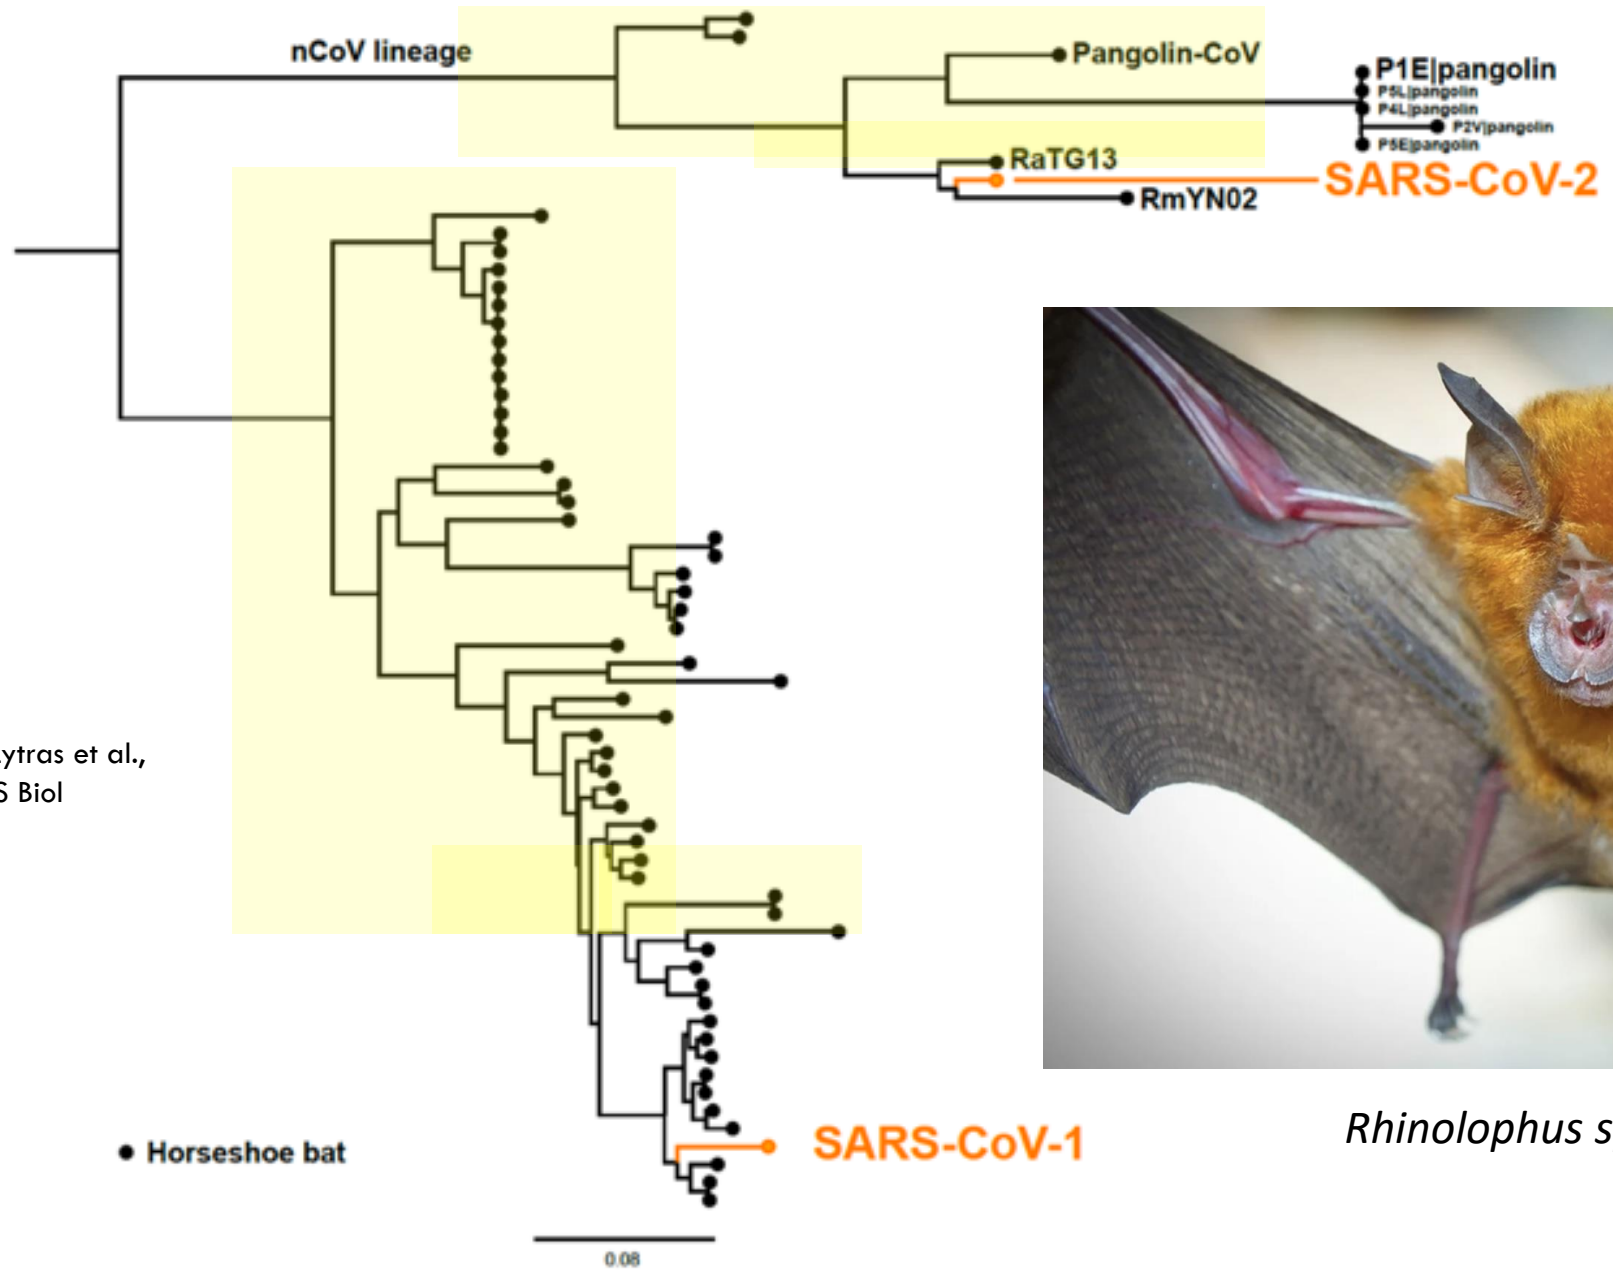 nCoV lineage
Pangolin-CoV
P1E|pangolin
P5L|pangolin
P4L|pangolin
P2V|pangolin
P5E|pangolin
RaTG13
SARS-CoV-2
RmYN02
ytras et al.,
S Biol
Horseshoe bat
SARS-CoV-1
Rhinolophus s
0.08